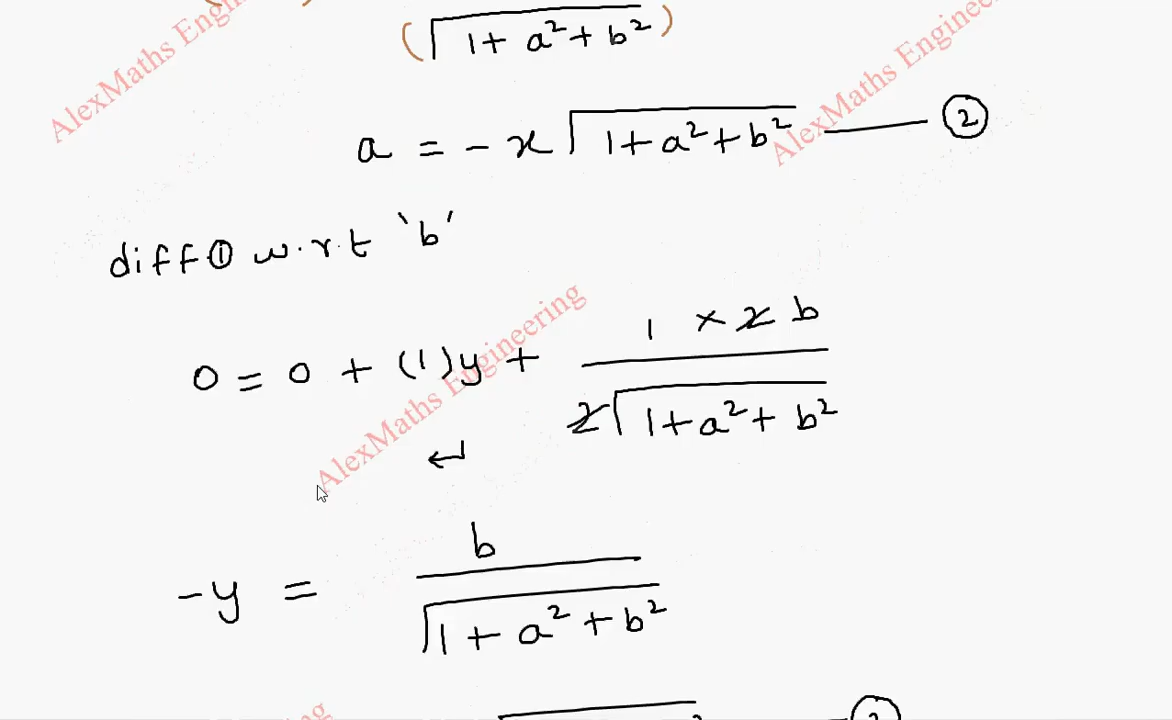 (√(1 + a² + b²))
a = - x √(1 + a² + b²) —— ②
diff ① w.r.t 'b'
0 = 0 + (1)y + (1 × 2b) / (2√(1 + a² + b²))
↵
-y = b / √(1 + a² + b²)
AlexMaths Engineering
AlexMaths Engineering
AlexMaths Engineering